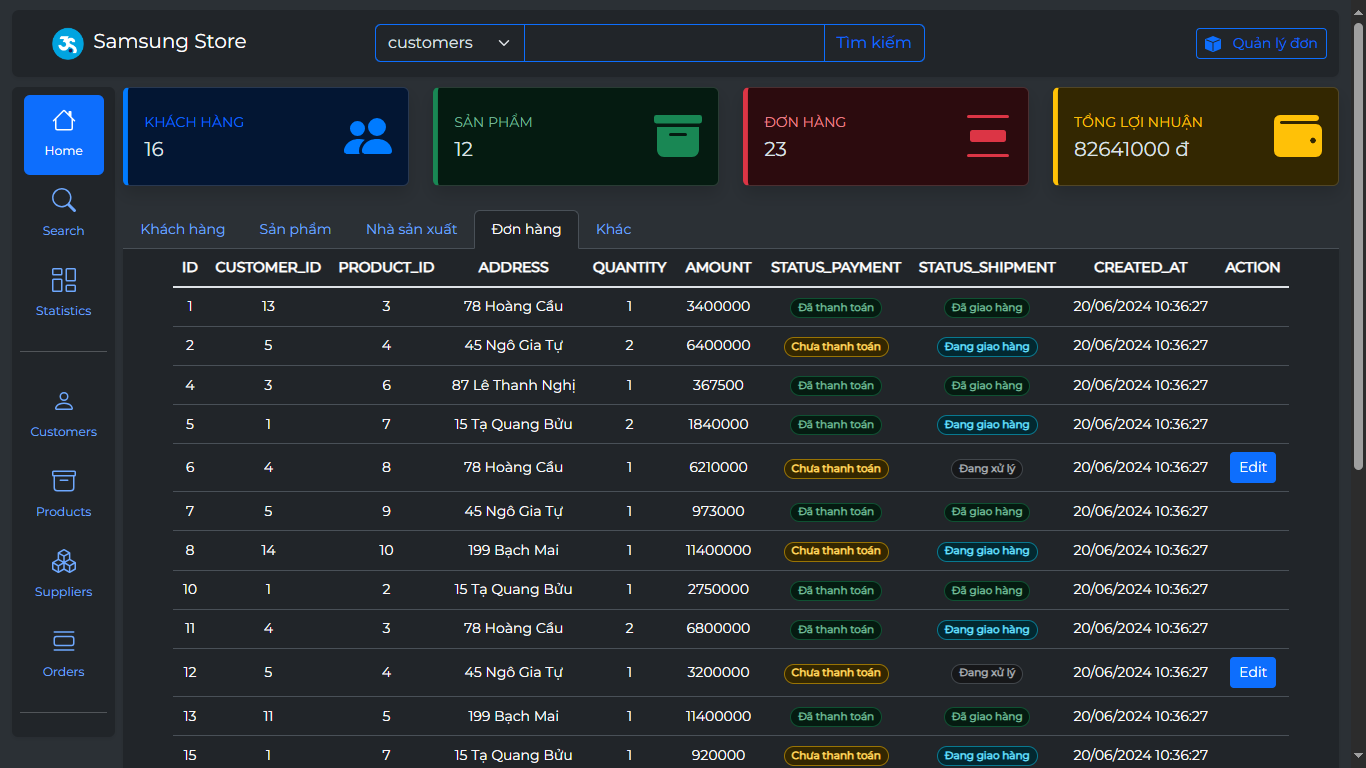 Samsung Store
customers
Tìm kiếm
Quản lý đơn
Home
Search
Statistics
Customers
Products
Suppliers
Orders
KHÁCH HÀNG
16
SẢN PHẨM
12
ĐƠN HÀNG
23
TỔNG LỢI NHUẬN
82641000 đ
Khách hàng Sản phẩm Nhà sản xuất Đơn hàng Khác
ID CUSTOMER_ID PRODUCT_ID ADDRESS QUANTITY AMOUNT STATUS_PAYMENT STATUS_SHIPMENT CREATED_AT ACTION
1 13 3 78 Hoàng Cầu 1 3400000 Đã thanh toán Đã giao hàng 20/06/2024 10:36:27
2 5 4 45 Ngô Gia Tự 2 6400000 Chưa thanh toán Đang giao hàng 20/06/2024 10:36:27
4 3 6 87 Lê Thanh Nghị 1 367500 Đã thanh toán Đã giao hàng 20/06/2024 10:36:27
5 1 7 15 Tạ Quang Bửu 2 1840000 Đã thanh toán Đang giao hàng 20/06/2024 10:36:27
6 4 8 78 Hoàng Cầu 1 6210000 Chưa thanh toán Đang xử lý 20/06/2024 10:36:27 Edit
7 5 9 45 Ngô Gia Tự 1 973000 Đã thanh toán Đã giao hàng 20/06/2024 10:36:27
8 14 10 199 Bạch Mai 1 11400000 Chưa thanh toán Đang giao hàng 20/06/2024 10:36:27
10 1 2 15 Tạ Quang Bửu 1 2750000 Đã thanh toán Đã giao hàng 20/06/2024 10:36:27
11 4 3 78 Hoàng Cầu 2 6800000 Đã thanh toán Đang giao hàng 20/06/2024 10:36:27
12 5 4 45 Ngô Gia Tự 1 3200000 Chưa thanh toán Đang xử lý 20/06/2024 10:36:27 Edit
13 11 5 199 Bạch Mai 1 11400000 Đã thanh toán Đã giao hàng 20/06/2024 10:36:27
15 1 7 15 Tạ Quang Bửu 1 920000 Chưa thanh toán Đang giao hàng 20/06/2024 10:36:27